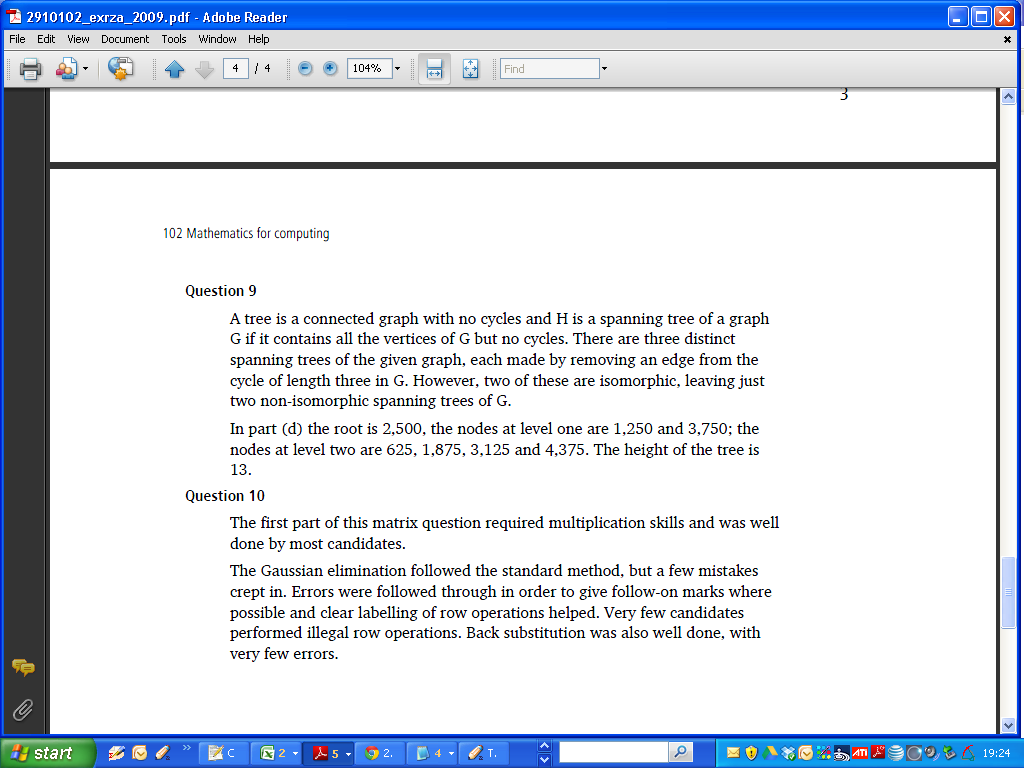 2910102_exrza_2009.pdf - Adobe Reader
File Edit View Document Tools Window Help
4 / 4 104% Find
3
102 Mathematics for computing
Question 9
A tree is a connected graph with no cycles and H is a spanning tree of a graph
G if it contains all the vertices of G but no cycles. There are three distinct
spanning trees of the given graph, each made by removing an edge from the
cycle of length three in G. However, two of these are isomorphic, leaving just
two non-isomorphic spanning trees of G.
In part (d) the root is 2,500, the nodes at level one are 1,250 and 3,750; the
nodes at level two are 625, 1,875, 3,125 and 4,375. The height of the tree is
13.
Question 10
The first part of this matrix question required multiplication skills and was well
done by most candidates.
The Gaussian elimination followed the standard method, but a few mistakes
crept in. Errors were followed through in order to give follow-on marks where
possible and clear labelling of row operations helped. Very few candidates
performed illegal row operations. Back substitution was also well done, with
very few errors.
start C 2 5 2. 4 T. ATI 19:24